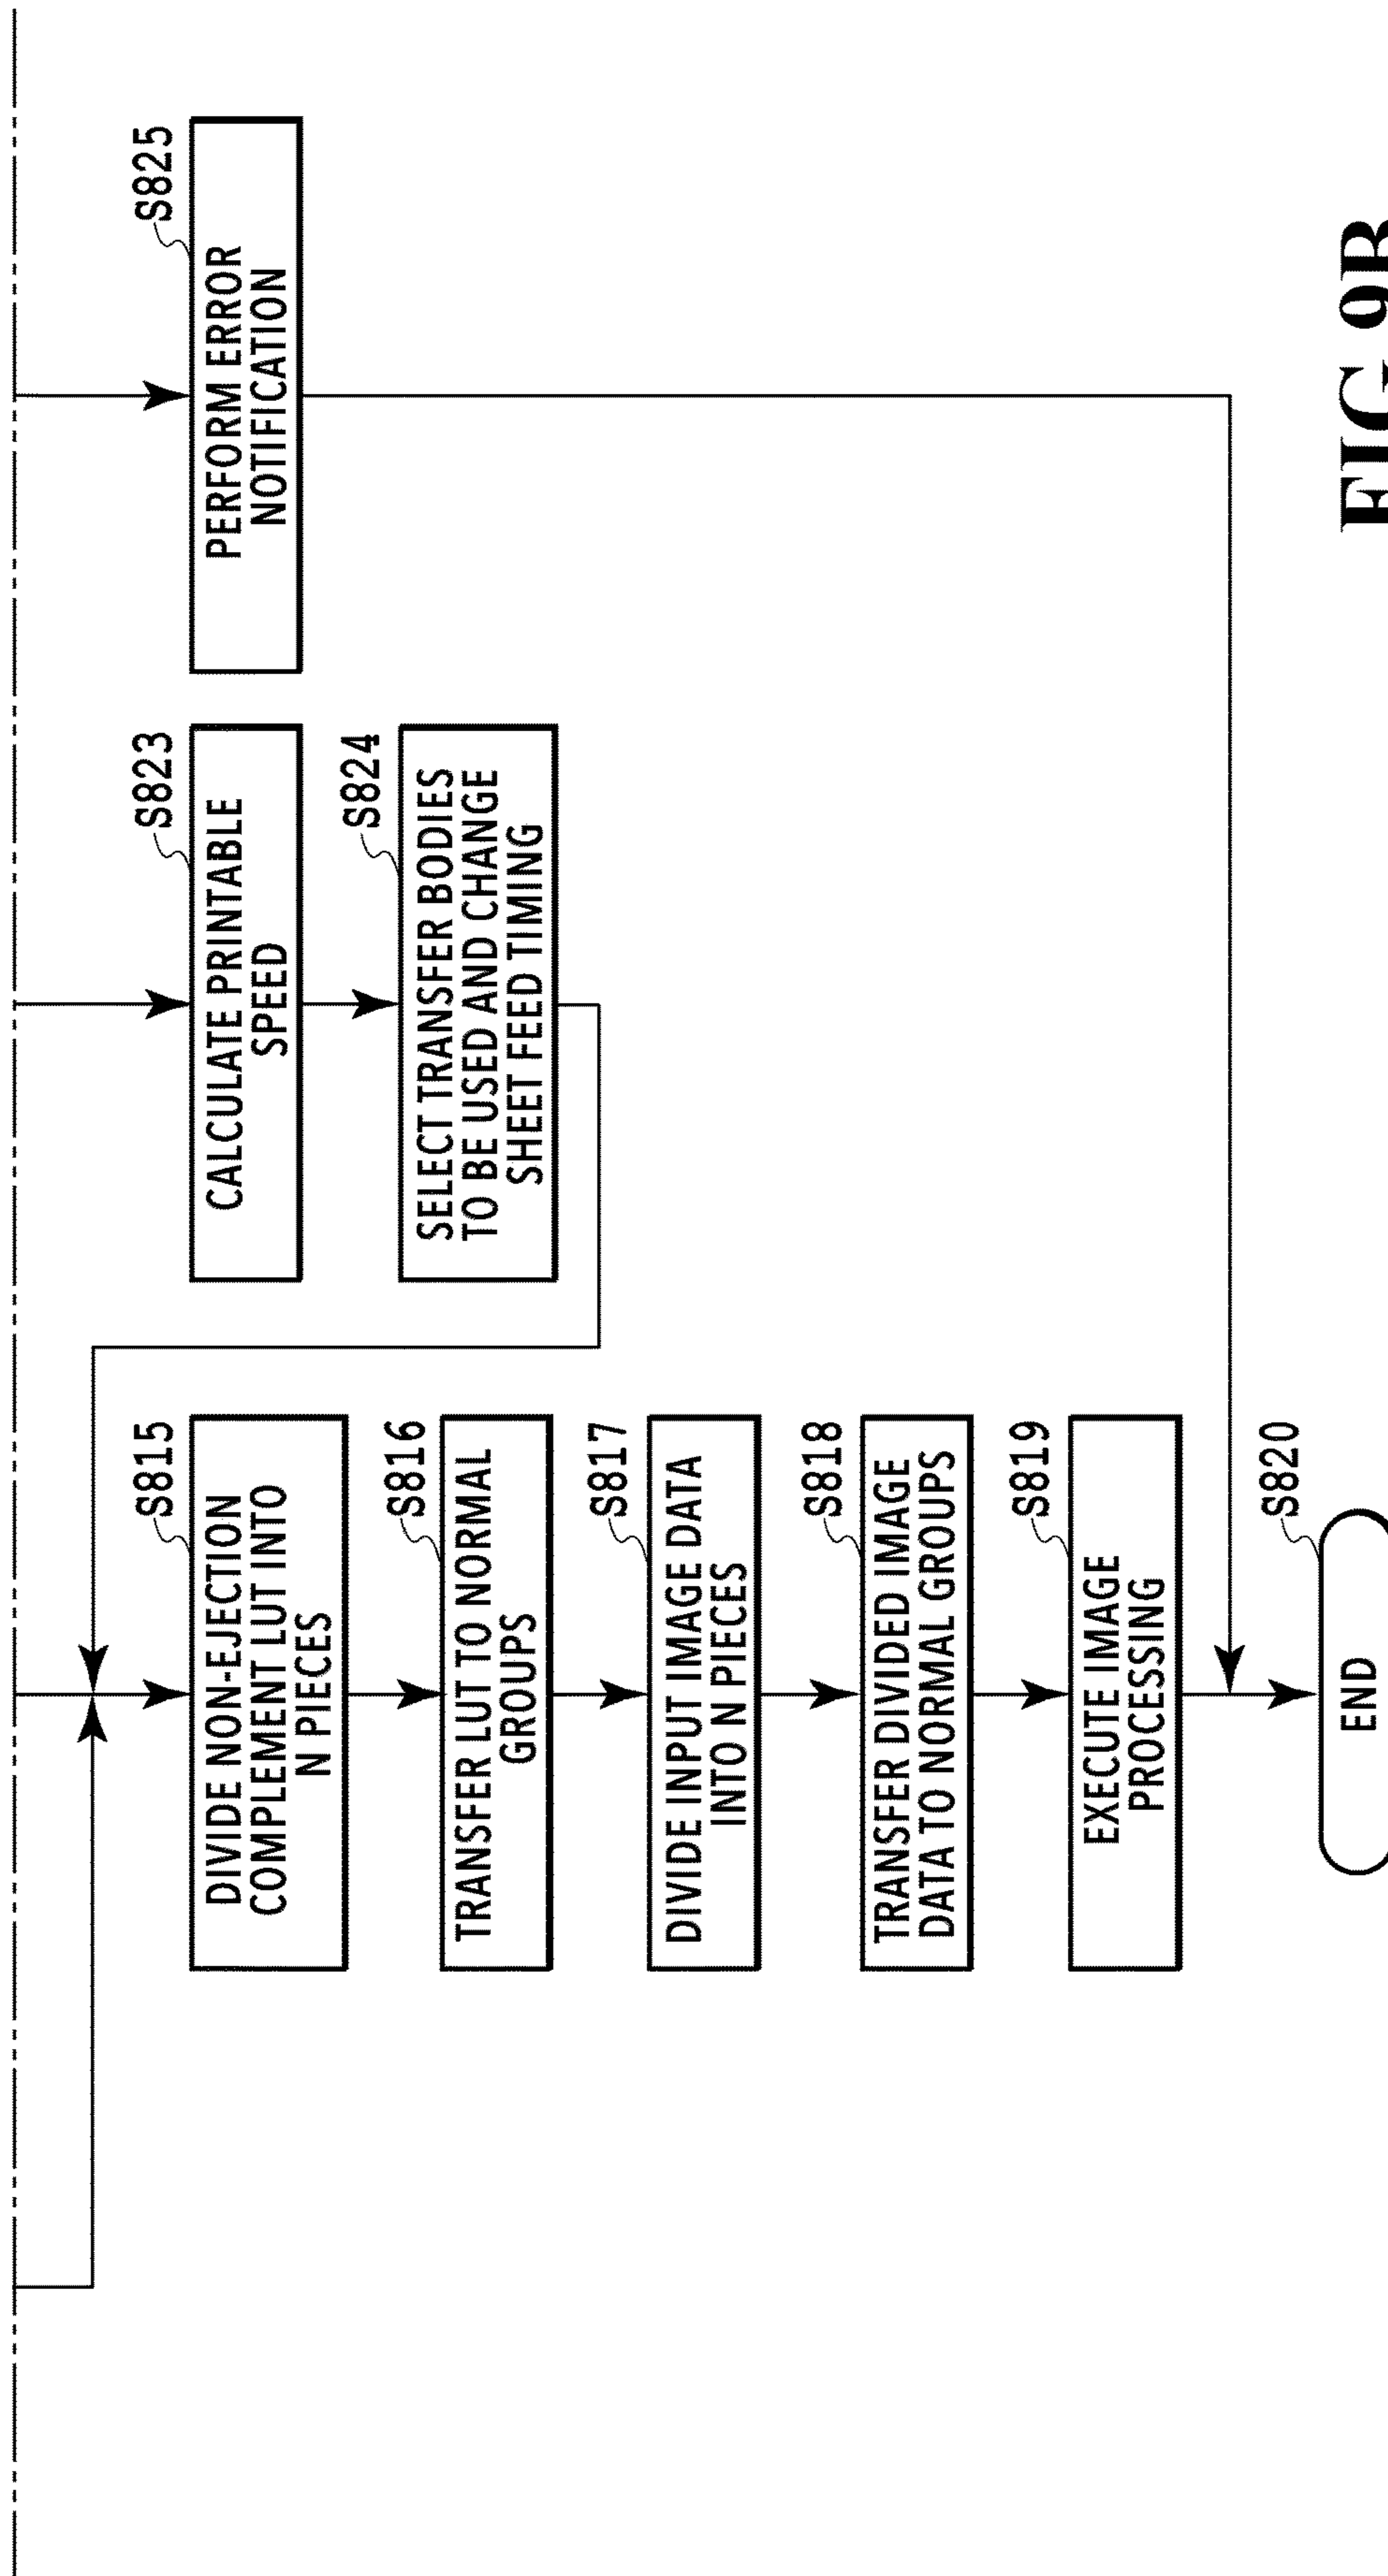 S815
DIVIDE NON-EJECTION
COMPLEMENT LUT INTO
N PIECES
S816
TRANSFER LUT TO NORMAL
GROUPS
S817
DIVIDE INPUT IMAGE DATA
INTO N PIECES
S818
TRANSFER DIVIDED IMAGE
DATA TO NORMAL GROUPS
S819
EXECUTE IMAGE
PROCESSING
S820
END
S823
CALCULATE PRINTABLE
SPEED
S824
SELECT TRANSFER BODIES
TO BE USED AND CHANGE
SHEET FEED TIMING
S825
PERFORM ERROR
NOTIFICATION
FIG.9B